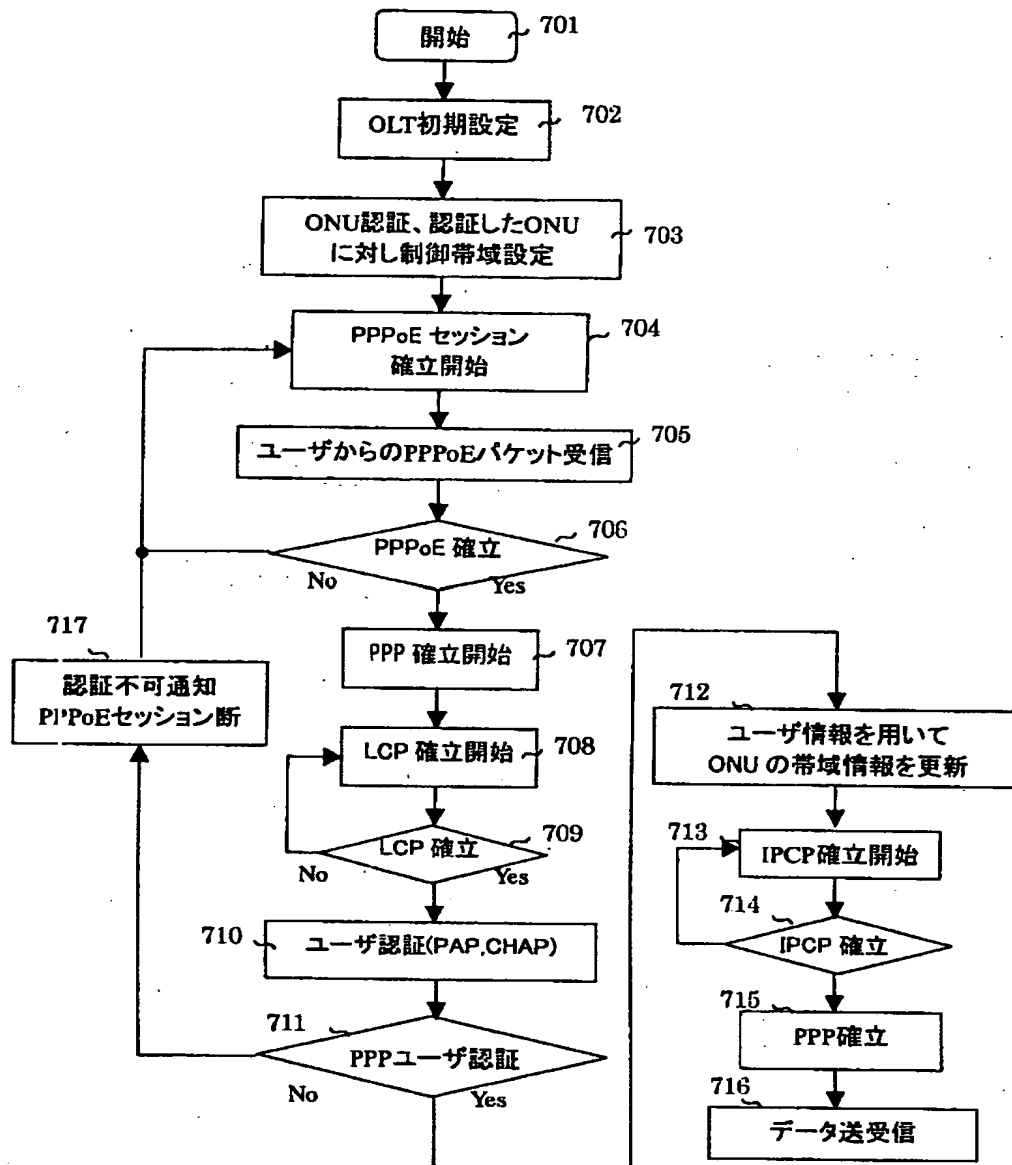 開始
701
OLT初期設定
702
ONU認証、認証したONU
に対し制御帯域設定
703
PPPoE セッション
確立開始
704
ユーザからのPPPoEパケット受信
705
PPPoE 確立
706
No
Yes
717
認証不可通知
PPPoEセッション断
PPP 確立開始
707
LCP 確立開始
708
LCP 確立
709
No
Yes
710
ユーザ認証(PAP,CHAP)
711
PPPユーザ認証
No
Yes
712
ユーザ情報を用いて
ONU の帯域情報を更新
713
IPCP確立開始
714
IPCP 確立
715
PPP確立
716
データ送受信